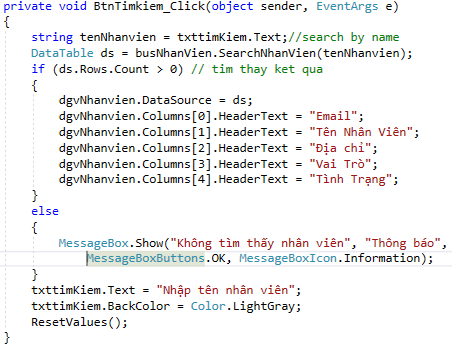 private void BtnTimkiem_Click(object sender, EventArgs e)
{
string tenNhanvien = txttimKiem.Text;//search by name
DataTable ds = busNhanVien.SearchNhanVien(tenNhanvien);
if (ds.Rows.Count > 0) // tim thay ket qua
{
dgvNhanvien.DataSource = ds;
dgvNhanvien.Columns[0].HeaderText = "Email";
dgvNhanvien.Columns[1].HeaderText = "Tên Nhân Viên";
dgvNhanvien.Columns[2].HeaderText = "Địa chỉ";
dgvNhanvien.Columns[3].HeaderText = "Vai Trò";
dgvNhanvien.Columns[4].HeaderText = "Tình Trạng";
}
else
{
MessageBox.Show("Không tìm thấy nhân viên", "Thông báo",
MessageBoxButtons.OK, MessageBoxIcon.Information);
}
txttimKiem.Text = "Nhập tên nhân viên";
txttimKiem.BackColor = Color.LightGray;
ResetValues();
}